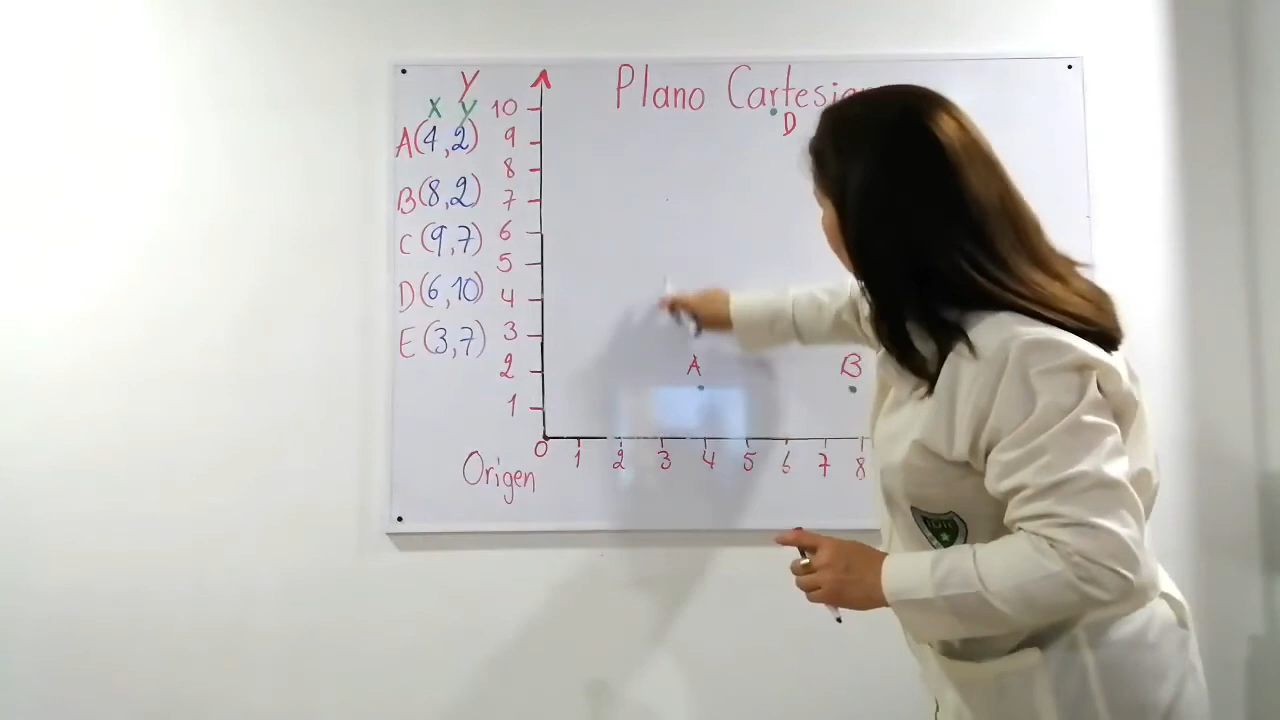 Plano Cartesian
D
Y
X Y
A(4,2)
B(8,2)
C(9,7)
D(6,10)
E(3,7)
10
9
8
7
6
5
4
3
2
1
A
B
0 1 2 3 4 5 6 7 8
Origen